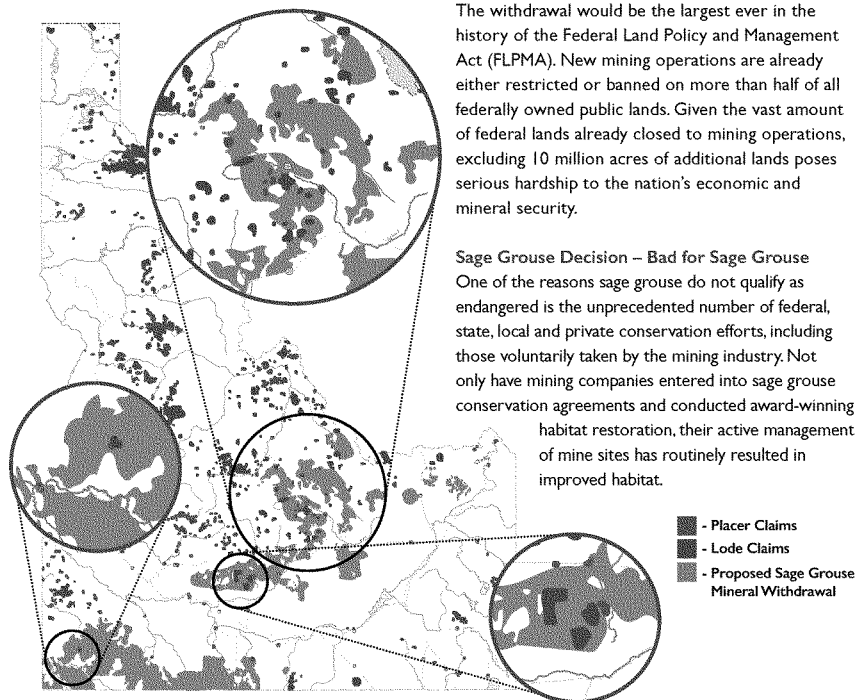 The withdrawal would be the largest ever in the
history of the Federal Land Policy and Management
Act (FLPMA). New mining operations are already
either restricted or banned on more than half of all
federally owned public lands. Given the vast amount
of federal lands already closed to mining operations,
excluding 10 million acres of additional lands poses
serious hardship to the nation's economic and
mineral security.
Sage Grouse Decision – Bad for Sage Grouse
One of the reasons sage grouse do not qualify as
endangered is the unprecedented number of federal,
state, local and private conservation efforts, including
those voluntarily taken by the mining industry. Not
only have mining companies entered into sage grouse
conservation agreements and conducted award-winning
habitat restoration, their active management
of mine sites has routinely resulted in
improved habitat.
- Placer Claims
- Lode Claims
- Proposed Sage Grouse
Mineral Withdrawal